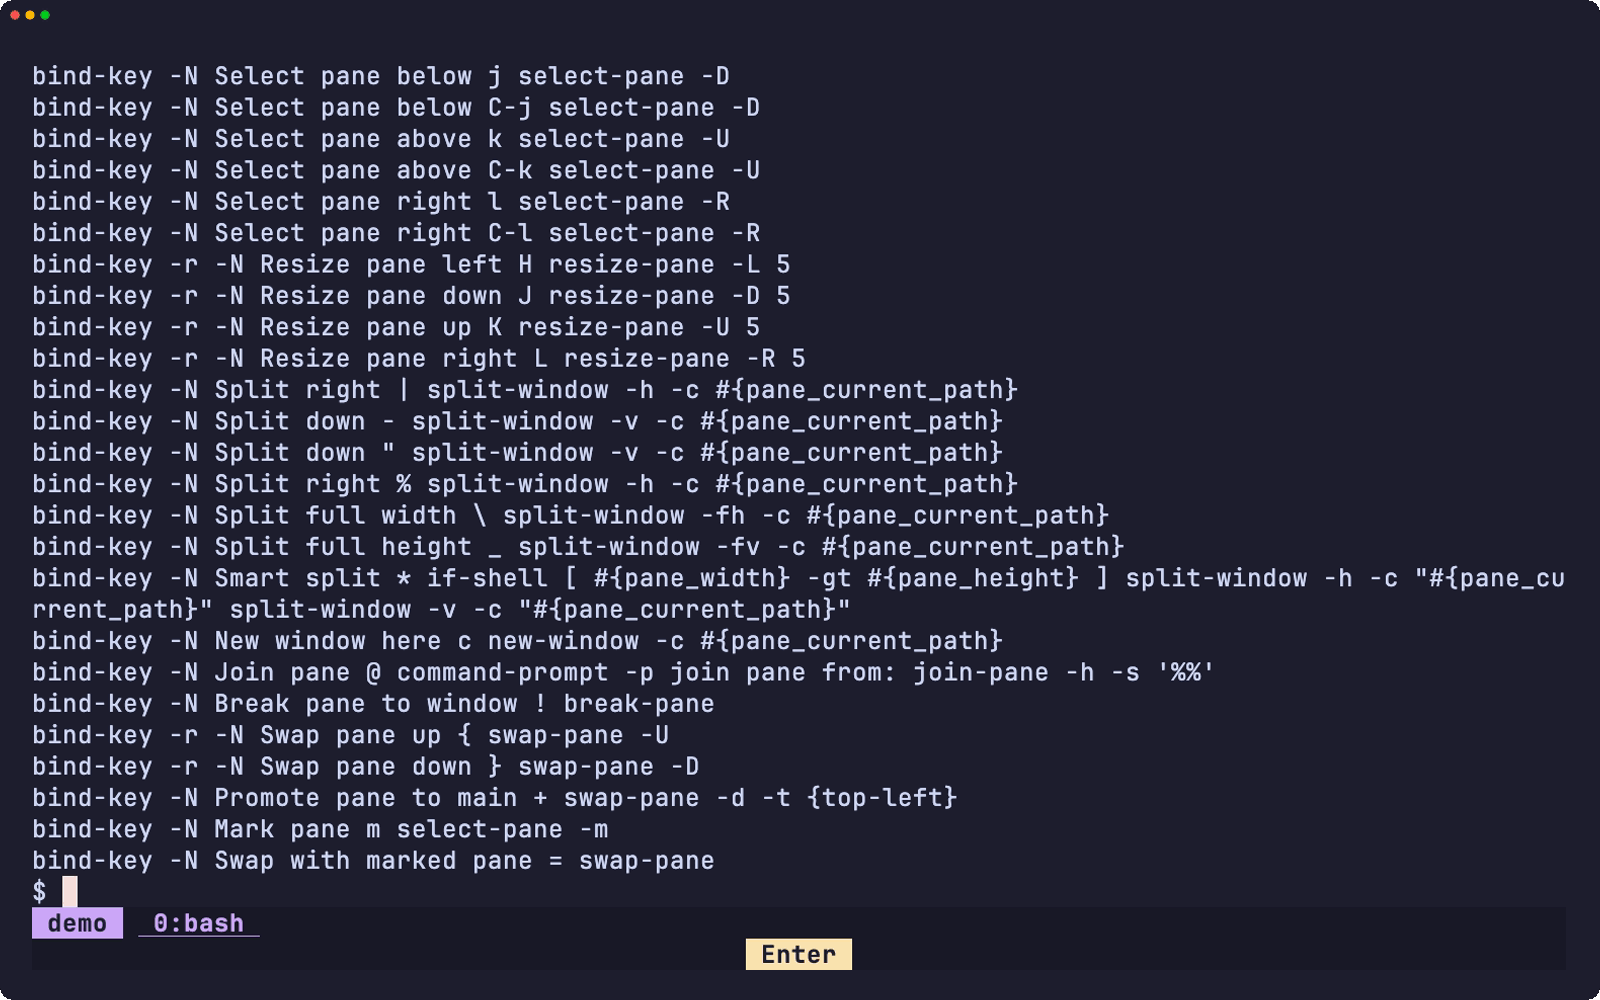 bind-key -N Select pane below j select-pane -D
bind-key -N Select pane below C-j select-pane -D
bind-key -N Select pane above k select-pane -U
bind-key -N Select pane above C-k select-pane -U
bind-key -N Select pane right l select-pane -R
bind-key -N Select pane right C-l select-pane -R
bind-key -r -N Resize pane left H resize-pane -L 5
bind-key -r -N Resize pane down J resize-pane -D 5
bind-key -r -N Resize pane up K resize-pane -U 5
bind-key -r -N Resize pane right L resize-pane -R 5
bind-key -N Split right | split-window -h -c #{pane_current_path}
bind-key -N Split down - split-window -v -c #{pane_current_path}
bind-key -N Split down " split-window -v -c #{pane_current_path}
bind-key -N Split right % split-window -h -c #{pane_current_path}
bind-key -N Split full width \ split-window -fh -c #{pane_current_path}
bind-key -N Split full height _ split-window -fv -c #{pane_current_path}
bind-key -N Smart split * if-shell [ #{pane_width} -gt #{pane_height} ] split-window -h -c "#{pane_cu
rrent_path}" split-window -v -c "#{pane_current_path}"
bind-key -N New window here c new-window -c #{pane_current_path}
bind-key -N Join pane @ command-prompt -p join pane from: join-pane -h -s '%%'
bind-key -N Break pane to window ! break-pane
bind-key -r -N Swap pane up { swap-pane -U
bind-key -r -N Swap pane down } swap-pane -D
bind-key -N Promote pane to main + swap-pane -d -t {top-left}
bind-key -N Mark pane m select-pane -m
bind-key -N Swap with marked pane = swap-pane
$
demo 0:bash
Enter